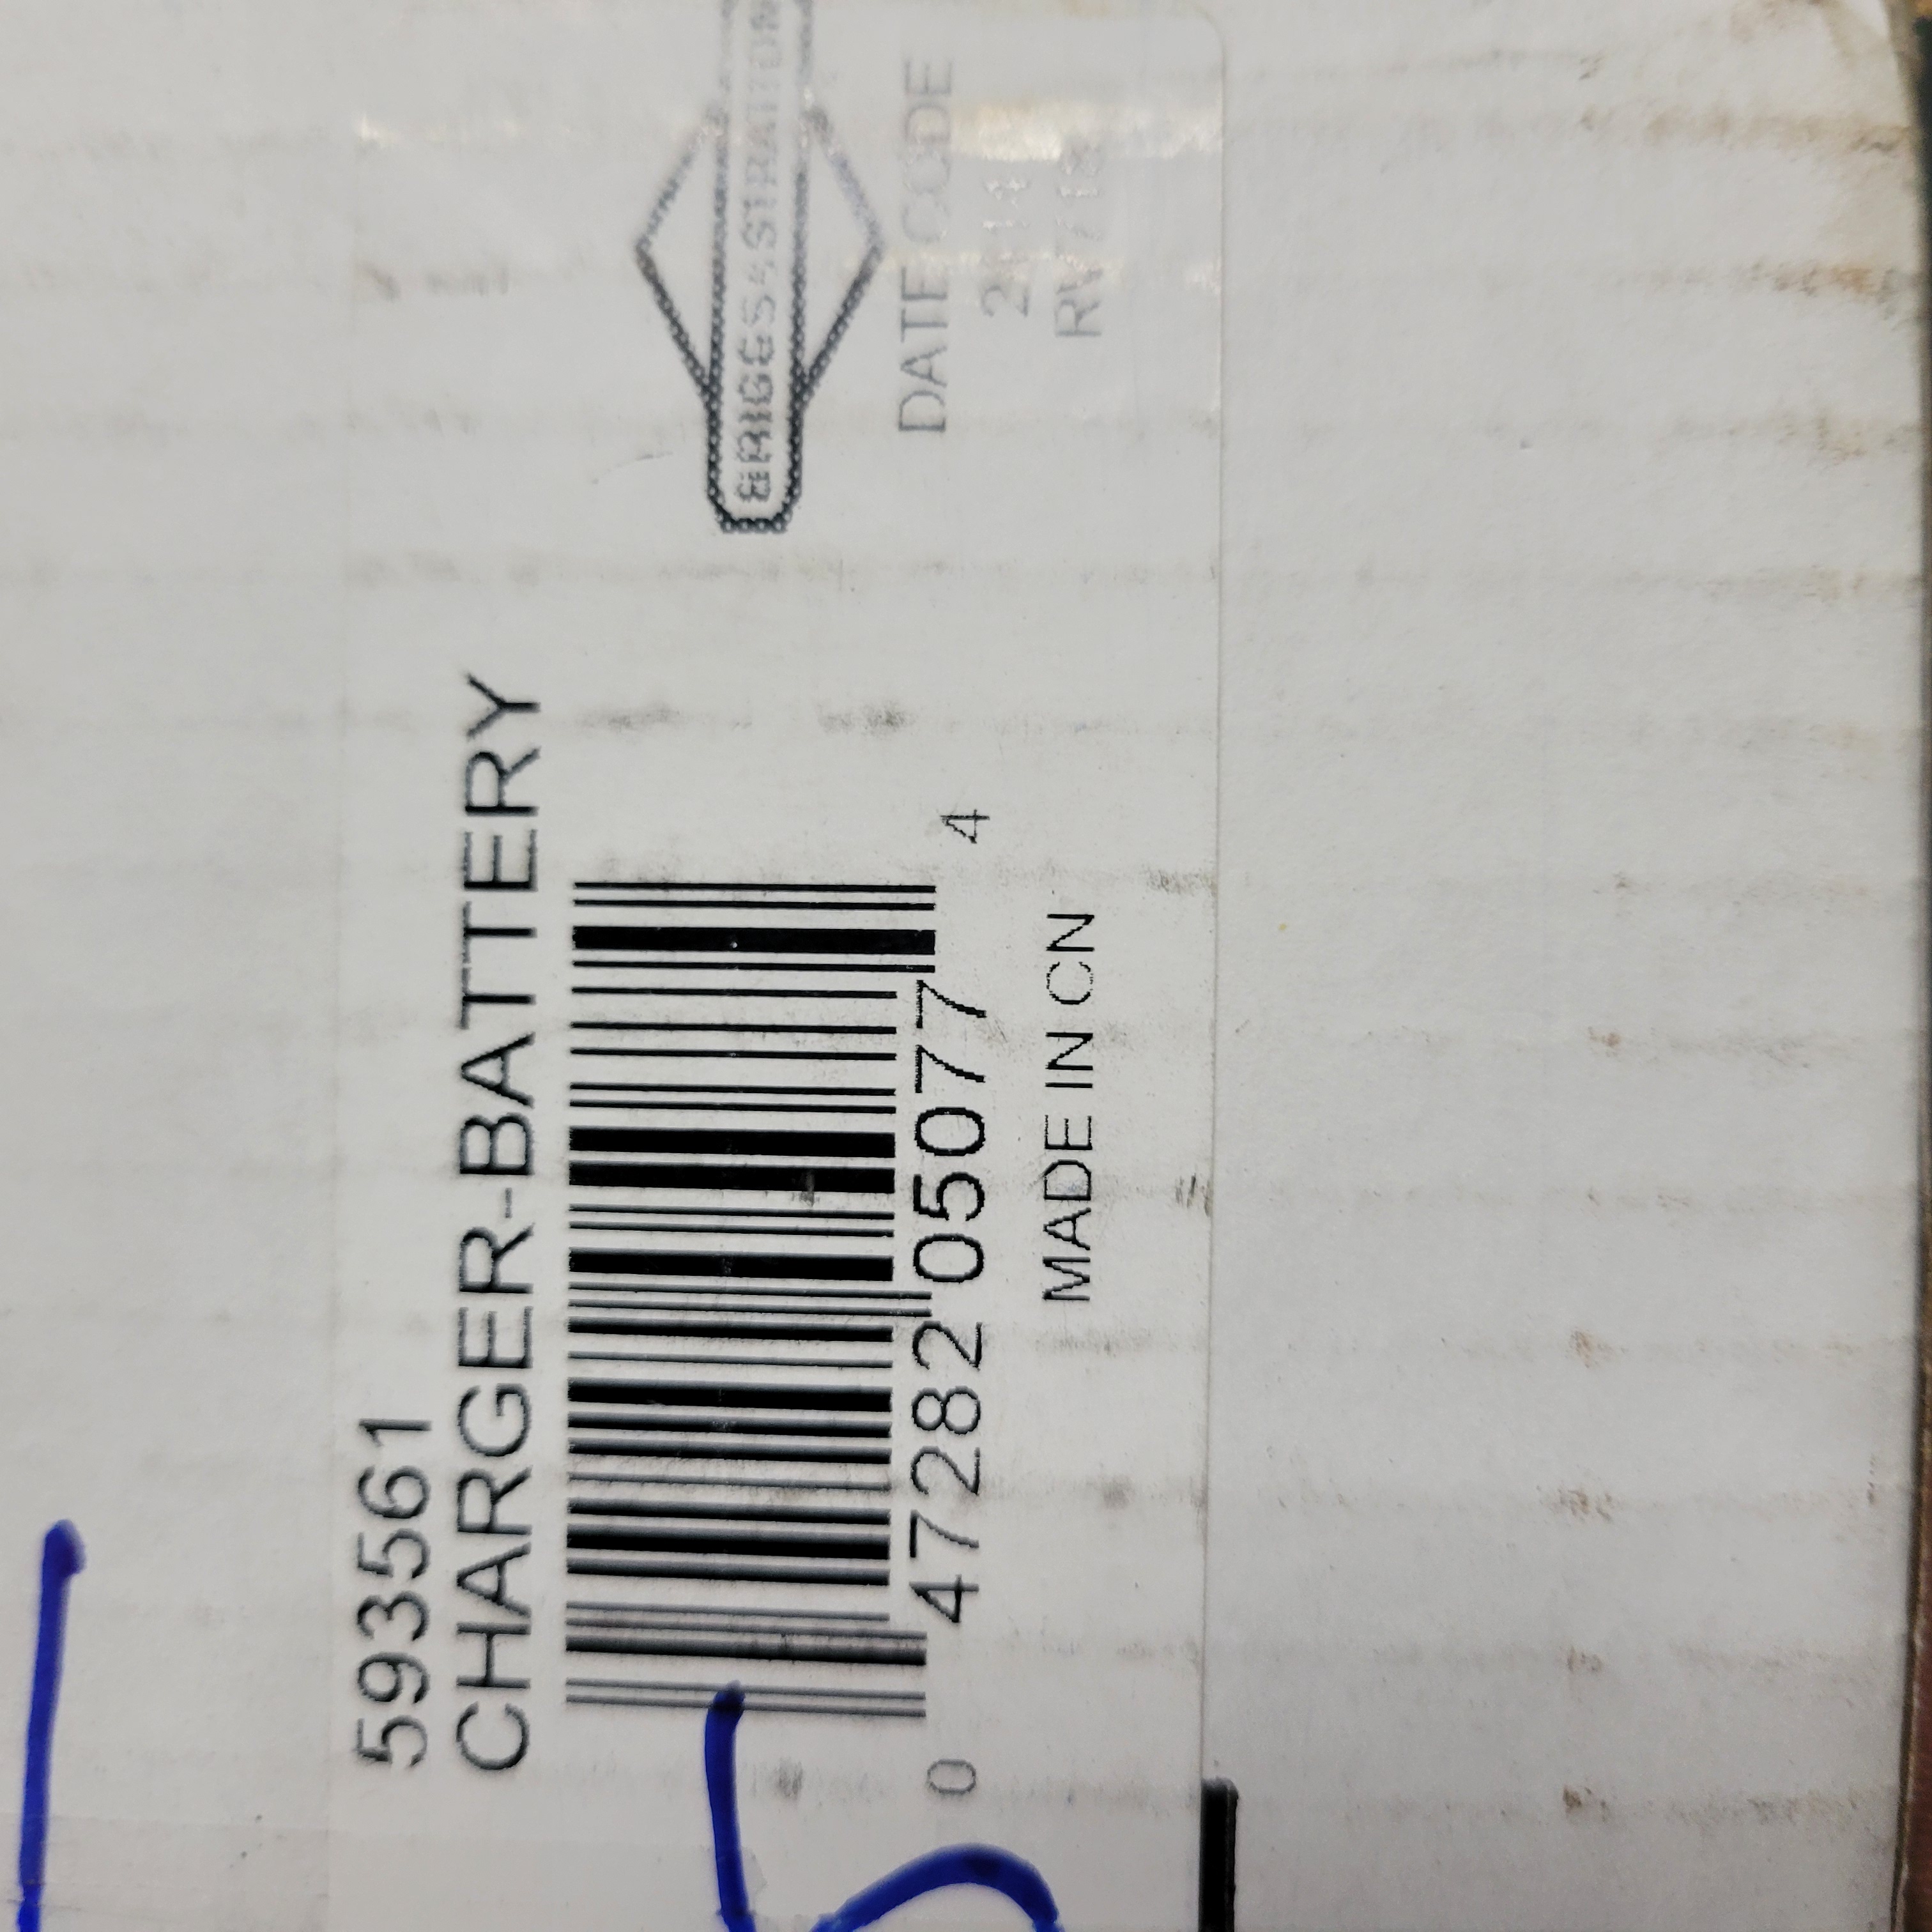 593561
CHARGER-BATTERY
0 47282 05077 4
MADE IN CN
BRIGGS & STRATTON
DATE CODE